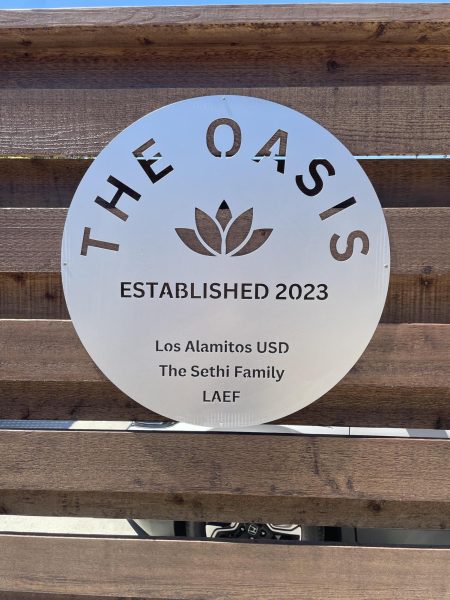 THE OASIS
ESTABLISHED 2023
Los Alamitos USD
The Sethi Family
LAEF